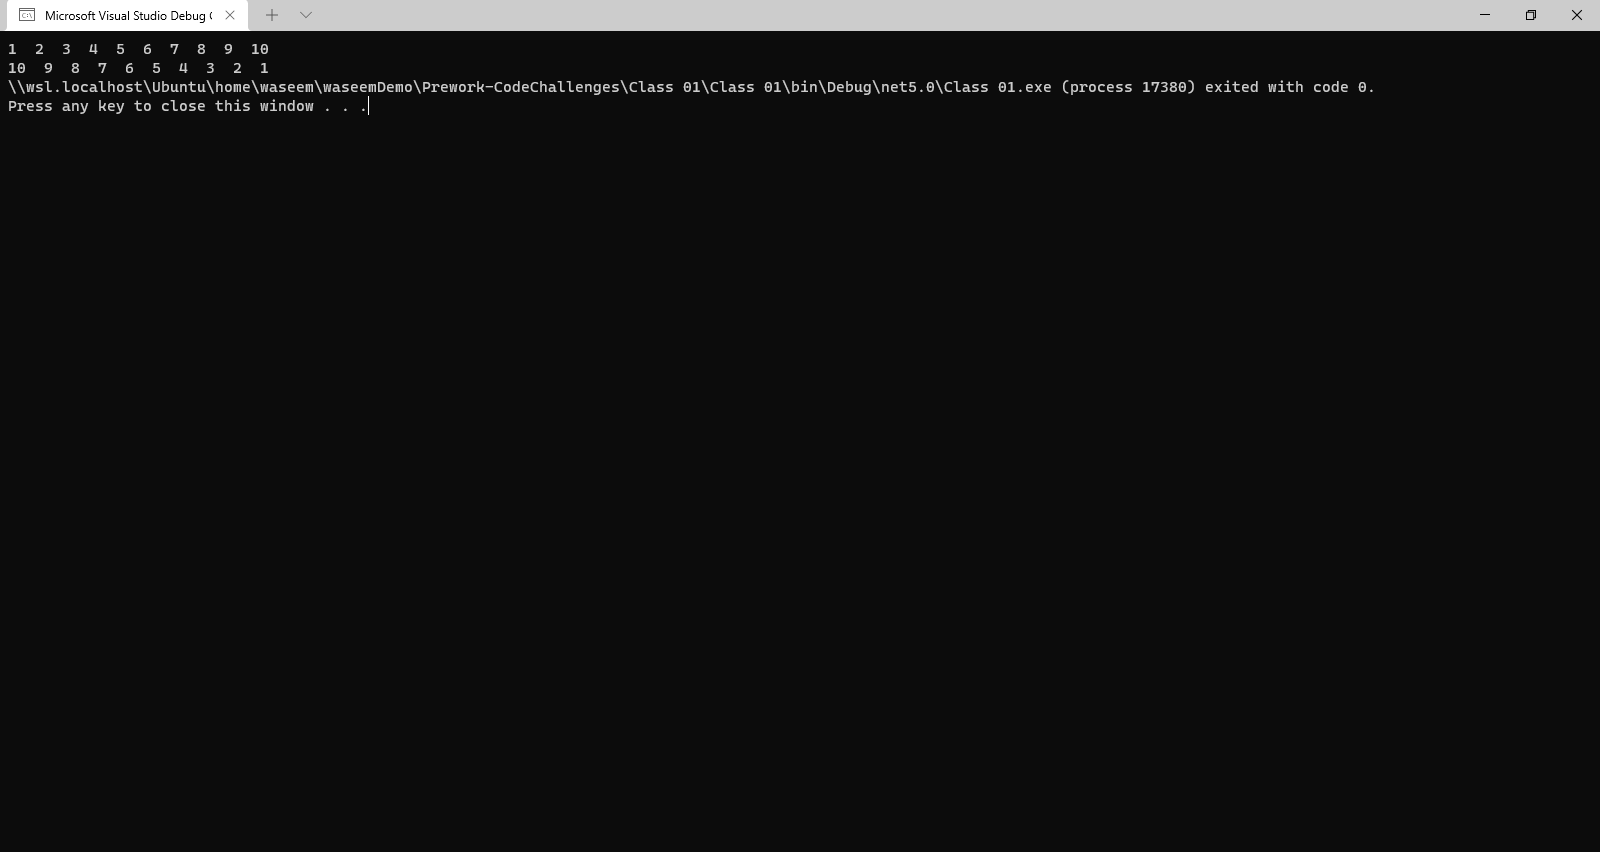 Microsoft Visual Studio Debug
1  2  3  4  5  6  7  8  9  10
10  9  8  7  6  5  4  3  2  1
\\wsl.localhost\Ubuntu\home\waseem\waseemDemo\Prework-CodeChallenges\Class 01\Class 01\bin\Debug\net5.0\Class 01.exe (process 17380) exited with code 0.
Press any key to close this window . . .